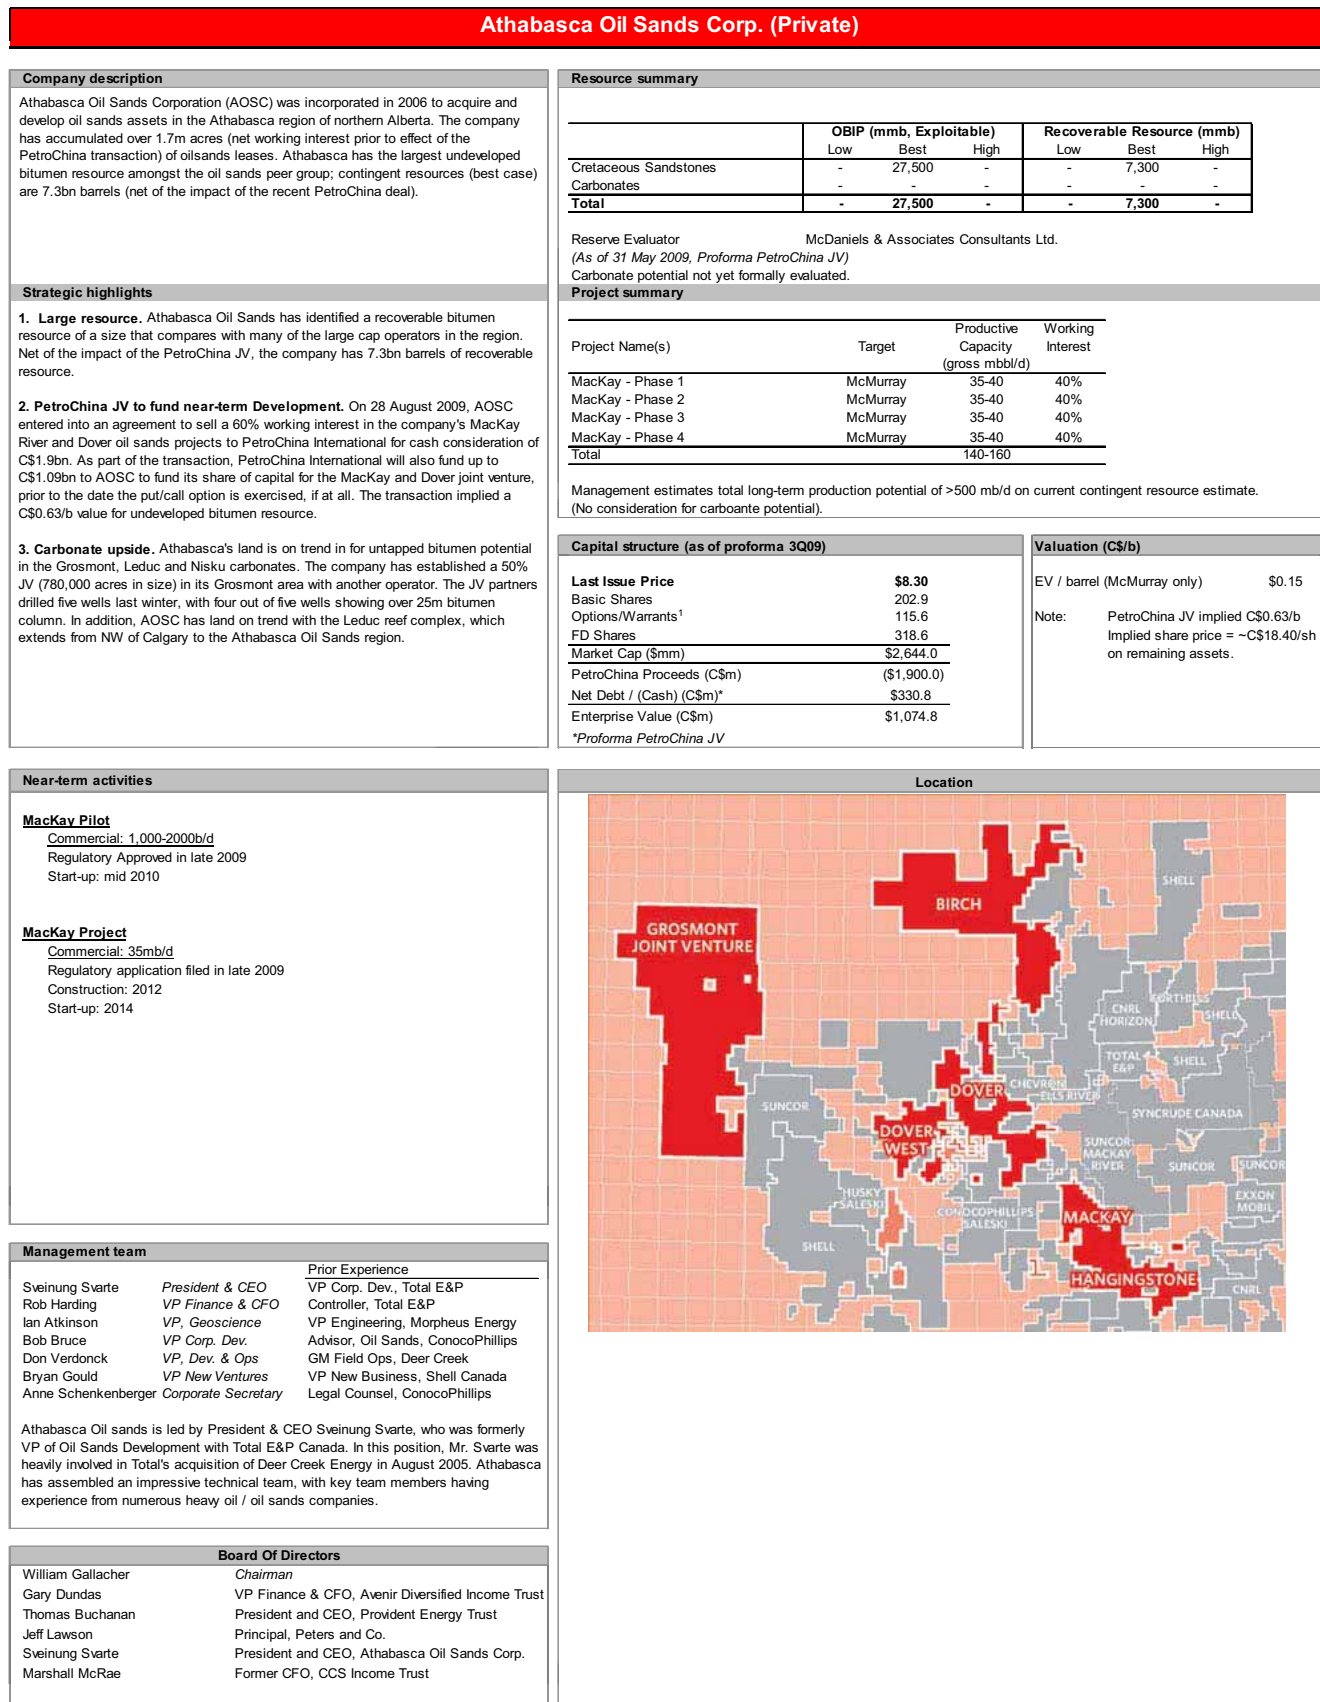 Athabasca Oil Sands Corp. (Private)
Company description
Athabasca Oil Sands Corporation (AOSC) was incorporated in 2006 to acquire and
develop oil sands assets in the Athabasca region of northern Alberta. The company
has accumulated over 1.7m acres (net working interest prior to effect of the
PetroChina transaction) of oilsands leases. Athabasca has the largest undeveloped
bitumen resource amongst the oil sands peer group; contingent resources (best case)
are 7.3bn barrels (net of the impact of the recent PetroChina deal).
Strategic highlights
1. Large resource. Athabasca Oil Sands has identified a recoverable bitumen
resource of a size that compares with many of the large cap operators in the region.
Net of the impact of the PetroChina JV, the company has 7.3bn barrels of recoverable
resource.
2. PetroChina JV to fund near-term Development. On 28 August 2009, AOSC
entered into an agreement to sell a 60% working interest in the company's MacKay
River and Dover oil sands projects to PetroChina International for cash consideration of
C$1.9bn. As part of the transaction, PetroChina International will also fund up to
C$1.09bn to AOSC to fund its share of capital for the MacKay and Dover joint venture,
prior to the date the put/call option is exercised, if at all. The transaction implied a
C$0.63/b value for undeveloped bitumen resource.
3. Carbonate upside. Athabasca's land is on trend in for untapped bitumen potential
in the Grosmont, Leduc and Nisku carbonates. The company has established a 50%
JV (780,000 acres in size) in its Grosmont area with another operator. The JV partners
drilled five wells last winter, with four out of five wells showing over 25m bitumen
column. In addition, AOSC has land on trend with the Leduc reef complex, which
extends from NW of Calgary to the Athabasca Oil Sands region.
Resource summary
OBIP (mmb, Exploitable) Recoverable Resource (mmb)
Low Best High Low Best High
Cretaceous Sandstones - 27,500 - - 7,300 -
Carbonates - - - - - -
Total - 27,500 - - 7,300 -
Reserve Evaluator McDaniels & Associates Consultants Ltd.
(As of 31 May 2009, Proforma PetroChina JV)
Carbonate potential not yet formally evaluated.
Project summary
Productive Working
Project Name(s) Target Capacity Interest
(gross mbbl/d)
MacKay - Phase 1 McMurray 35-40 40%
MacKay - Phase 2 McMurray 35-40 40%
MacKay - Phase 3 McMurray 35-40 40%
MacKay - Phase 4 McMurray 35-40 40%
Total 140-160
Management estimates total long-term production potential of >500 mb/d on current contingent resource estimate.
(No consideration for carboante potential).
Capital structure (as of proforma 3Q09)
Last Issue Price $8.30
Basic Shares 202.9
Options/Warrants1 115.6
FD Shares 318.6
Market Cap ($mm) $2,644.0
PetroChina Proceeds (C$m) ($1,900.0)
Net Debt / (Cash) (C$m)* $330.8
Enterprise Value (C$m) $1,074.8
*Proforma PetroChina JV
Valuation (C$/b)
EV / barrel (McMurray only) $0.15
Note: PetroChina JV implied C$0.63/b
Implied share price = ~C$18.40/sh
on remaining assets.
Near-term activities
MacKay Pilot
Commercial: 1,000-2000b/d
Regulatory Approved in late 2009
Start-up: mid 2010
MacKay Project
Commercial: 35mb/d
Regulatory application filed in late 2009
Construction: 2012
Start-up: 2014
Location
SHELL
BIRCH
GROSMONT
JOINT VENTURE
FORTHILLS
CNRL
HORIZON
SHELL
TOTAL
E&P
SHELL
DOVER
CHEVRON
ELLS RIVER
SUNCOR
SYNCRUDE CANADA
DOVER
WEST
SUNCOR
MACKAY
RIVER
SUNCOR
SUNCOR
HUSKY
SALESKI
EXXON
MOBIL
CONOCOPHILLIPS
SALESKI
MACKAY
SHELL
HANGINGSTONE
CNRL
Management team
Prior Experience
Sveinung Svarte President & CEO VP Corp. Dev., Total E&P
Rob Harding VP Finance & CFO Controller, Total E&P
Ian Atkinson VP, Geoscience VP Engineering, Morpheus Energy
Bob Bruce VP Corp. Dev. Advisor, Oil Sands, ConocoPhillips
Don Verdonck VP, Dev. & Ops GM Field Ops, Deer Creek
Bryan Gould VP New Ventures VP New Business, Shell Canada
Anne Schenkenberger Corporate Secretary Legal Counsel, ConocoPhillips
Athabasca Oil sands is led by President & CEO Sveinung Svarte, who was formerly
VP of Oil Sands Development with Total E&P Canada. In this position, Mr. Svarte was
heavily involved in Total's acquisition of Deer Creek Energy in August 2005. Athabasca
has assembled an impressive technical team, with key team members having
experience from numerous heavy oil / oil sands companies.
Board Of Directors
William Gallacher Chairman
Gary Dundas VP Finance & CFO, Avenir Diversified Income Trust
Thomas Buchanan President and CEO, Provident Energy Trust
Jeff Lawson Principal, Peters and Co.
Sveinung Svarte President and CEO, Athabasca Oil Sands Corp.
Marshall McRae Former CFO, CCS Income Trust